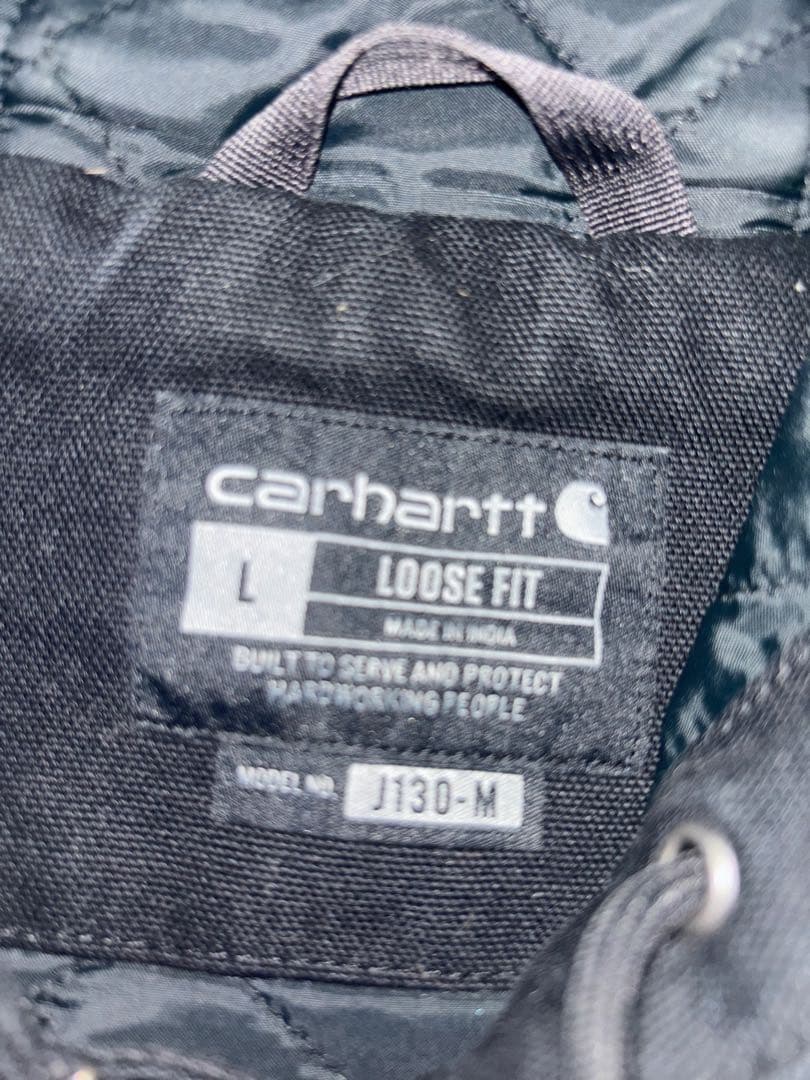 carhartt
L LOOSE FIT
MADE IN INDIA
BUILT TO SERVE AND PROTECT
HARDWORKING PEOPLE
MODEL NO. J130-M